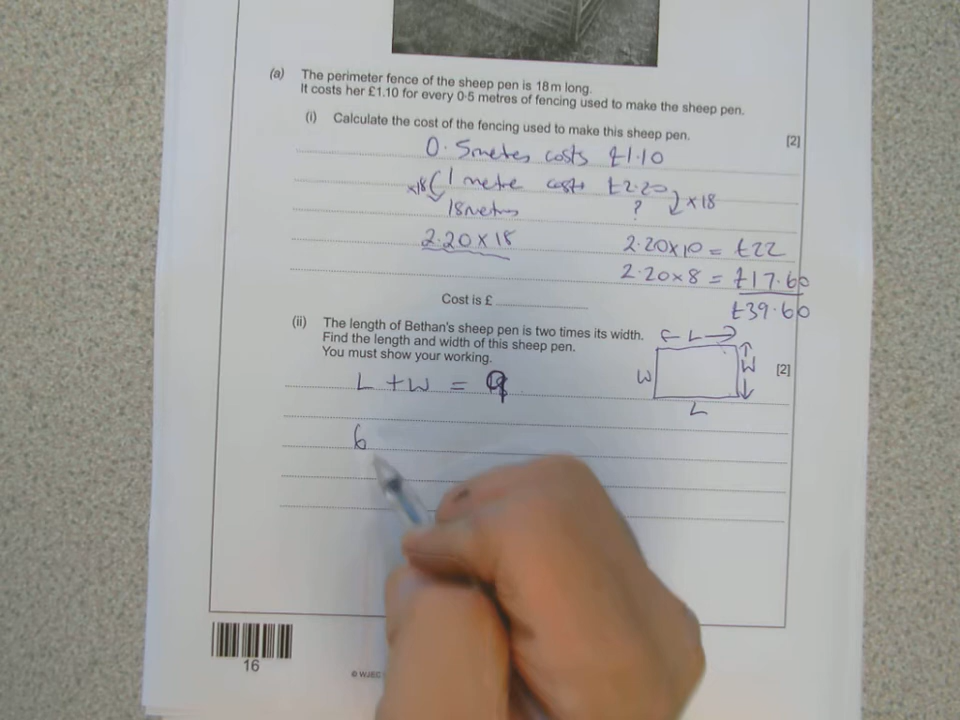 (a) The perimeter fence of the sheep pen is 18 m long.
It costs her £1.10 for every 0·5 metres of fencing used to make the sheep pen.
(i) Calculate the cost of the fencing used to make this sheep pen.
[2]
0.5metres costs £1.10
×18 1 metre costs £2.20 ×18
18metres ?
2.20×18 2.20×10 = £22
2.20×8 = £17.60
Cost is £
£39.60
(ii) The length of Bethan's sheep pen is two times its width.
Find the length and width of this sheep pen.
You must show your working.
[2]
L
W W
L
L + W = 9
6
16
© WJEC